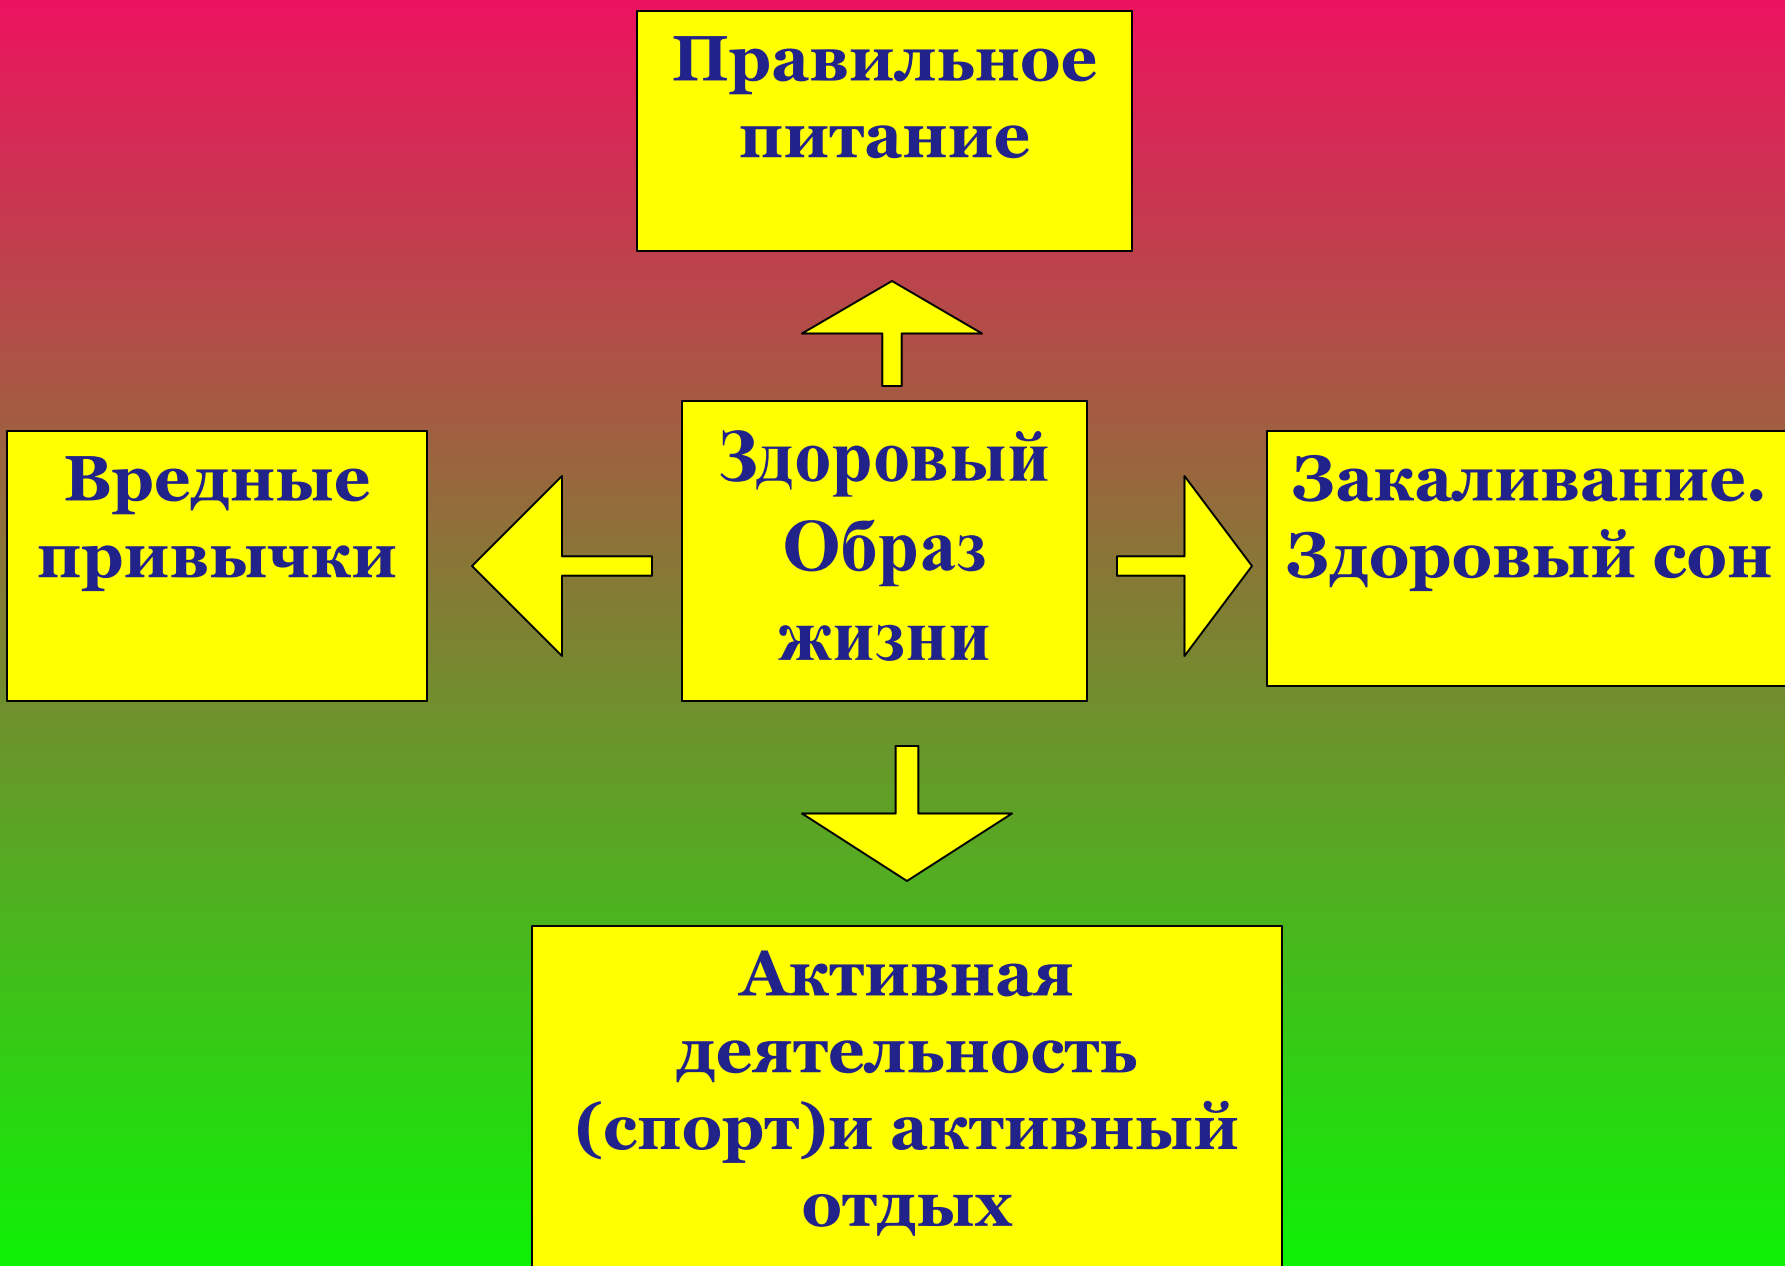 Правильное
питание
Вредные
привычки
Здоровый
Образ
жизни
Закаливание.
Здоровый сон
Активная
деятельность
(спорт)и активный
отдых